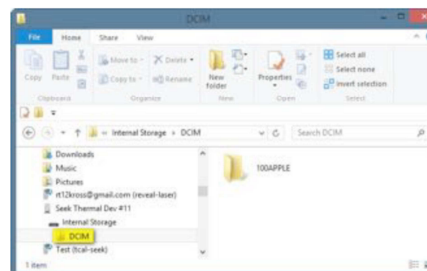 DCIM
File Home Share View
Copy Paste
Move to Copy to
Delete Rename
New folder
Properties
Select all
Select none
Invert selection
Clipboard Organize New Open Select
Internal Storage DCIM
Search DCIM
Downloads
Music
Pictures
rt12kross@gmail.com (reveal-laser)
Seek Thermal Dev #11
Internal Storage
DCIM
Test (tcal-seek)
100APPLE
1 item